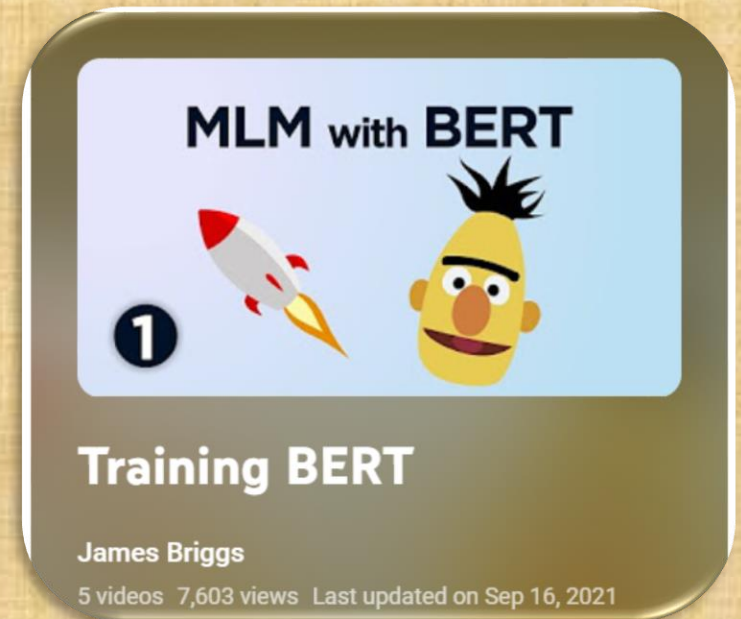 MLM with BERT
1
Training BERT
James Briggs
5 videos 7,603 views Last updated on Sep 16, 2021